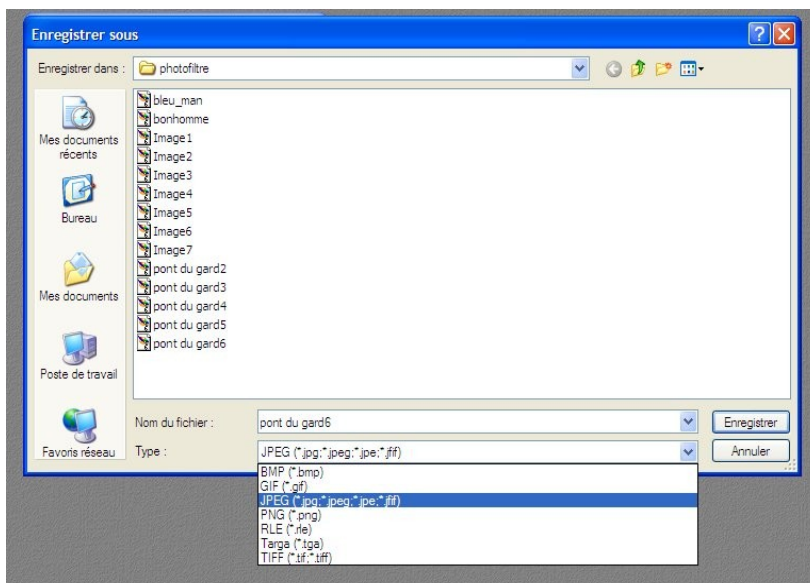 Enregistrer sous
Enregistrer dans :
photofiltre
Mes documents
récents
Bureau
Mes documents
Poste de travail
Favoris réseau
bleu_man
bonhomme
Image1
Image2
Image3
Image4
Image5
Image6
Image7
pont du gard2
pont du gard3
pont du gard4
pont du gard5
pont du gard6
Nom du fichier :
pont du gard6
Enregistrer
Type :
JPEG (*.jpg;*.jpeg;*.jpe;*.jfif)
Annuler
BMP (*.bmp)
GIF (*.gif)
JPEG (*.jpg;*.jpeg;*.jpe;*.jfif)
PNG (*.png)
RLE (*.rle)
Targa (*.tga)
TIFF (*.tif;*.tiff)